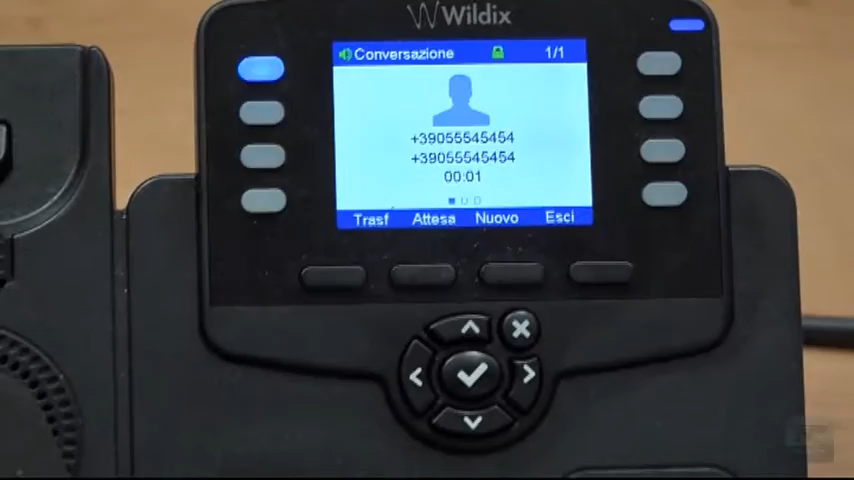 Wildix
Conversazione 1/1
+39055545454
+39055545454
00:01
Trasf Attesa Nuovo Esci